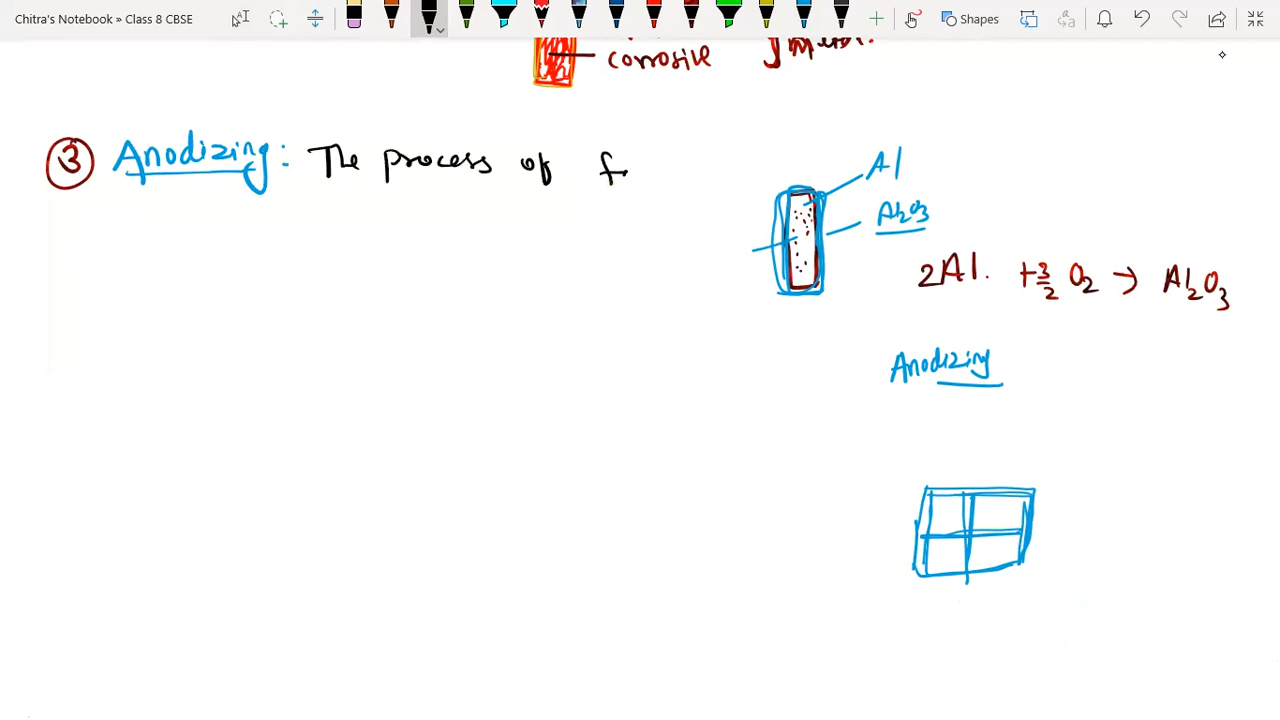 Chitra's Notebook » Class 8 CBSE
Shapes
corrosive
③ Anodizing: The process of f
Al
Al2O3
2Al. + 3/2 O2 → Al2O3
Anodizing